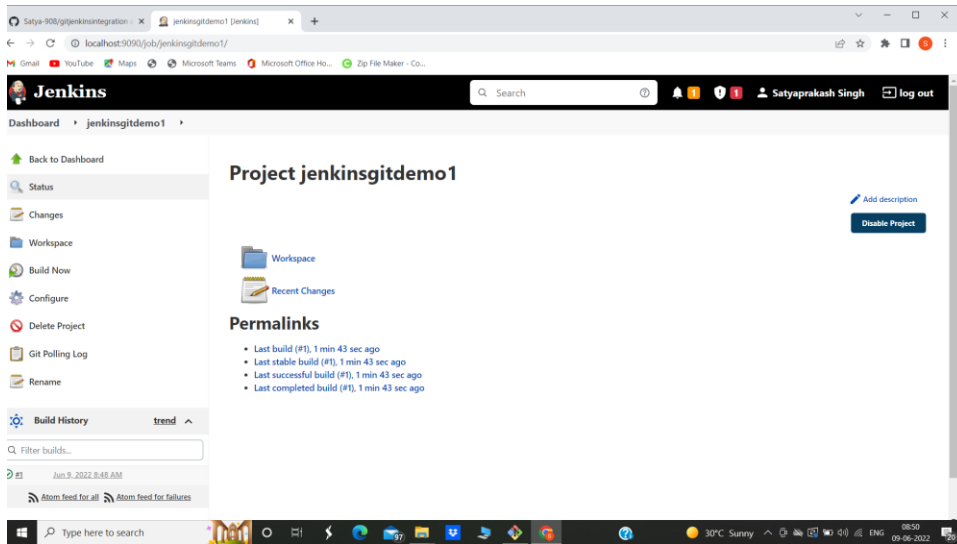 Satya-908/gitjenkinsintegration
jenkinsgitdemo1 [Jenkins]
localhost:9090/job/jenkinsgitdemo1/
S
Gmail
YouTube
Maps
Microsoft Teams
Microsoft Office Ho...
Zip File Maker - Co...
Jenkins
Search
1
1
Satyaprakash Singh
log out
Dashboard
jenkinsgitdemo1
Back to Dashboard
Status
Changes
Workspace
Build Now
Configure
Delete Project
Git Polling Log
Rename
Build History
trend
Filter builds...
#1
Jun 9, 2022 8:48 AM
Atom feed for all
Atom feed for failures
Project jenkinsgitdemo1
Add description
Disable Project
Workspace
Recent Changes
Permalinks
Last build (#1), 1 min 43 sec ago
Last stable build (#1), 1 min 43 sec ago
Last successful build (#1), 1 min 43 sec ago
Last completed build (#1), 1 min 43 sec ago
Type here to search
97
30°C Sunny
ENG
08:50
09-06-2022
20